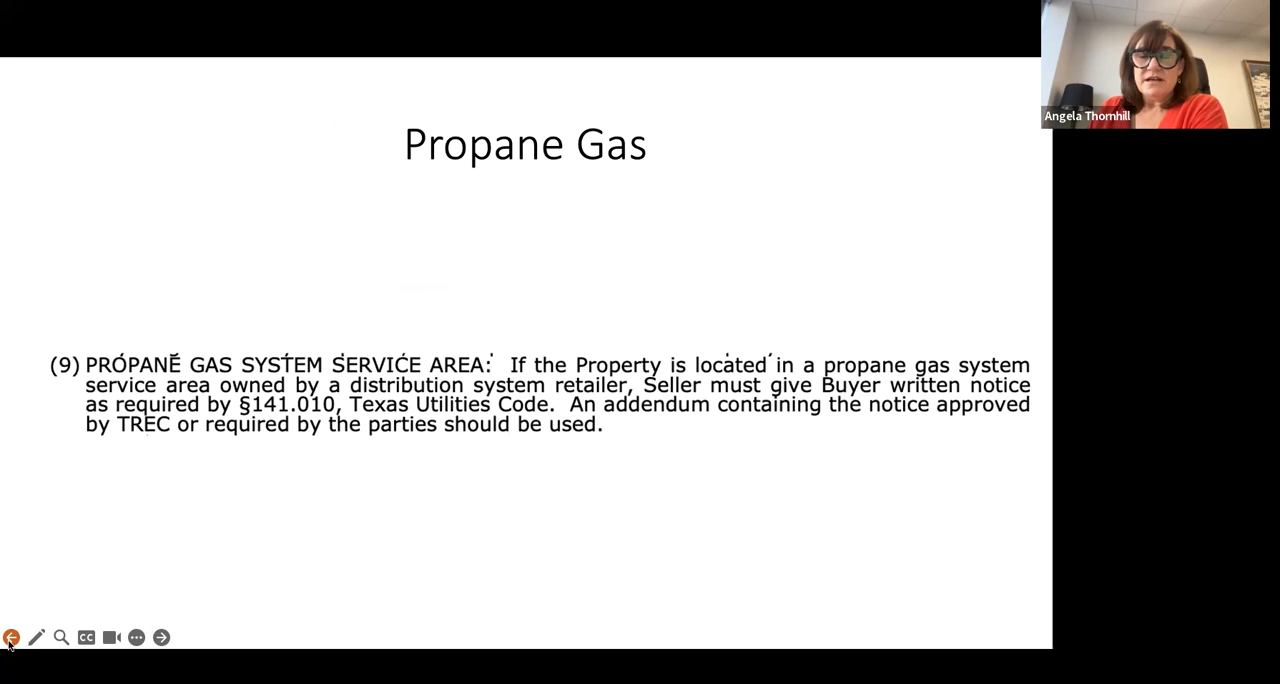 Angela Thornhill
Propane Gas
(9) PROPANE GAS SYSTEM SERVICE AREA: If the Property is located in a propane gas system
service area owned by a distribution system retailer, Seller must give Buyer written notice
as required by §141.010, Texas Utilities Code. An addendum containing the notice approved
by TREC or required by the parties should be used.
CC